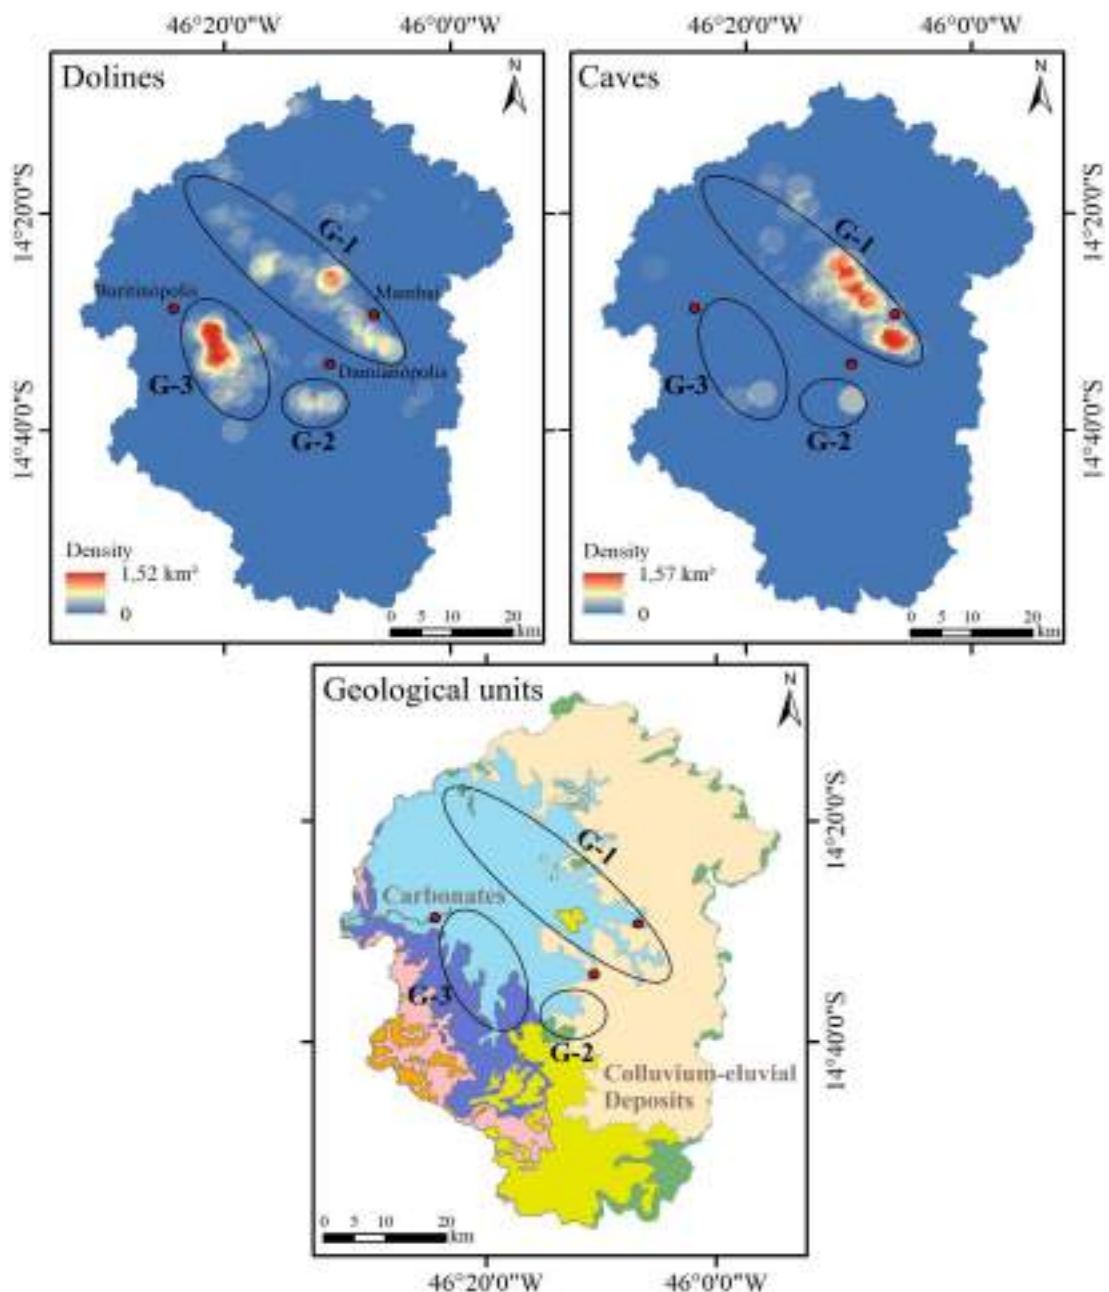 46°20'0"W 46°0'0"W 46°20'0"W 46°0'0"W
Dolines
N
Caves
N
14°20'0"S
14°20'0"S
G-1
G-1
Buritinópolis
Mambaí
Damianópolis
G-3
G-3
G-2
G-2
14°40'0"S
14°40'0"S
Density
1.52 km²
0
0 5 10 20
km
Density
1.57 km²
0
0 5 10 20
km
Geological units
N
14°20'0"S
G-1
Carbonates
G-3
G-2
14°40'0"S
Colluvium-eluvial
Deposits
0 5 10 20
km
46°20'0"W 46°0'0"W